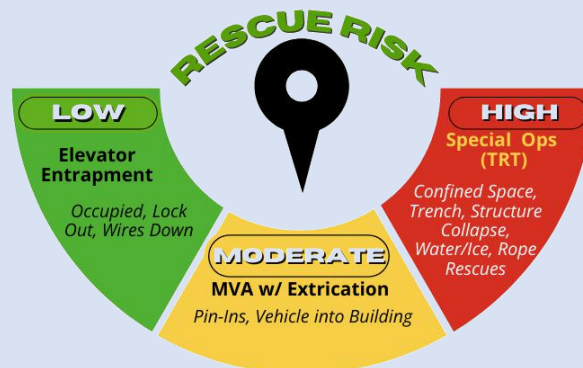 RESCUE RISK
LOW
Elevator
Entrapment
Occupied, Lock
Out, Wires Down
MODERATE
MVA w/ Extrication
Pin-Ins, Vehicle into Building
HIGH
Special Ops
(TRT)
Confined Space,
Trench, Structure
Collapse,
Water/Ice, Rope
Rescues